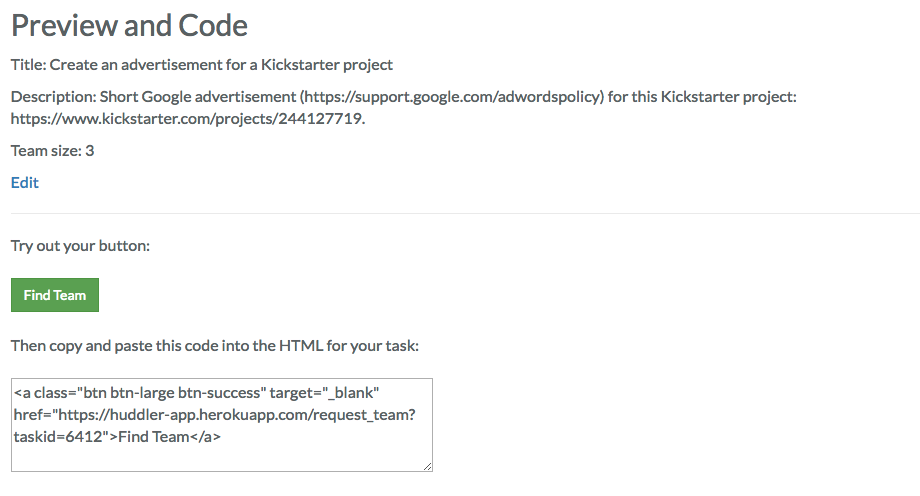 Preview and Code
Title: Create an advertisement for a Kickstarter project
Description: Short Google advertisement (https://support.google.com/adwordspolicy) for this Kickstarter project:
https://www.kickstarter.com/projects/244127719.
Team size: 3
Edit
Try out your button:
Find Team
Then copy and paste this code into the HTML for your task:
<a class="btn btn-large btn-success" target="_blank"
href="https://huddler-app.herokuapp.com/request_team?
taskid=6412">Find Team</a>